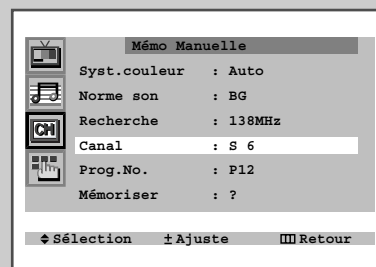 Mémo Manuelle
Syst.couleur : Auto
Norme son : BG
Recherche : 138MHz
CH
Canal : S 6
Prog.No. : P12
Mémoriser : ?
Sélection ± Ajuste Retour